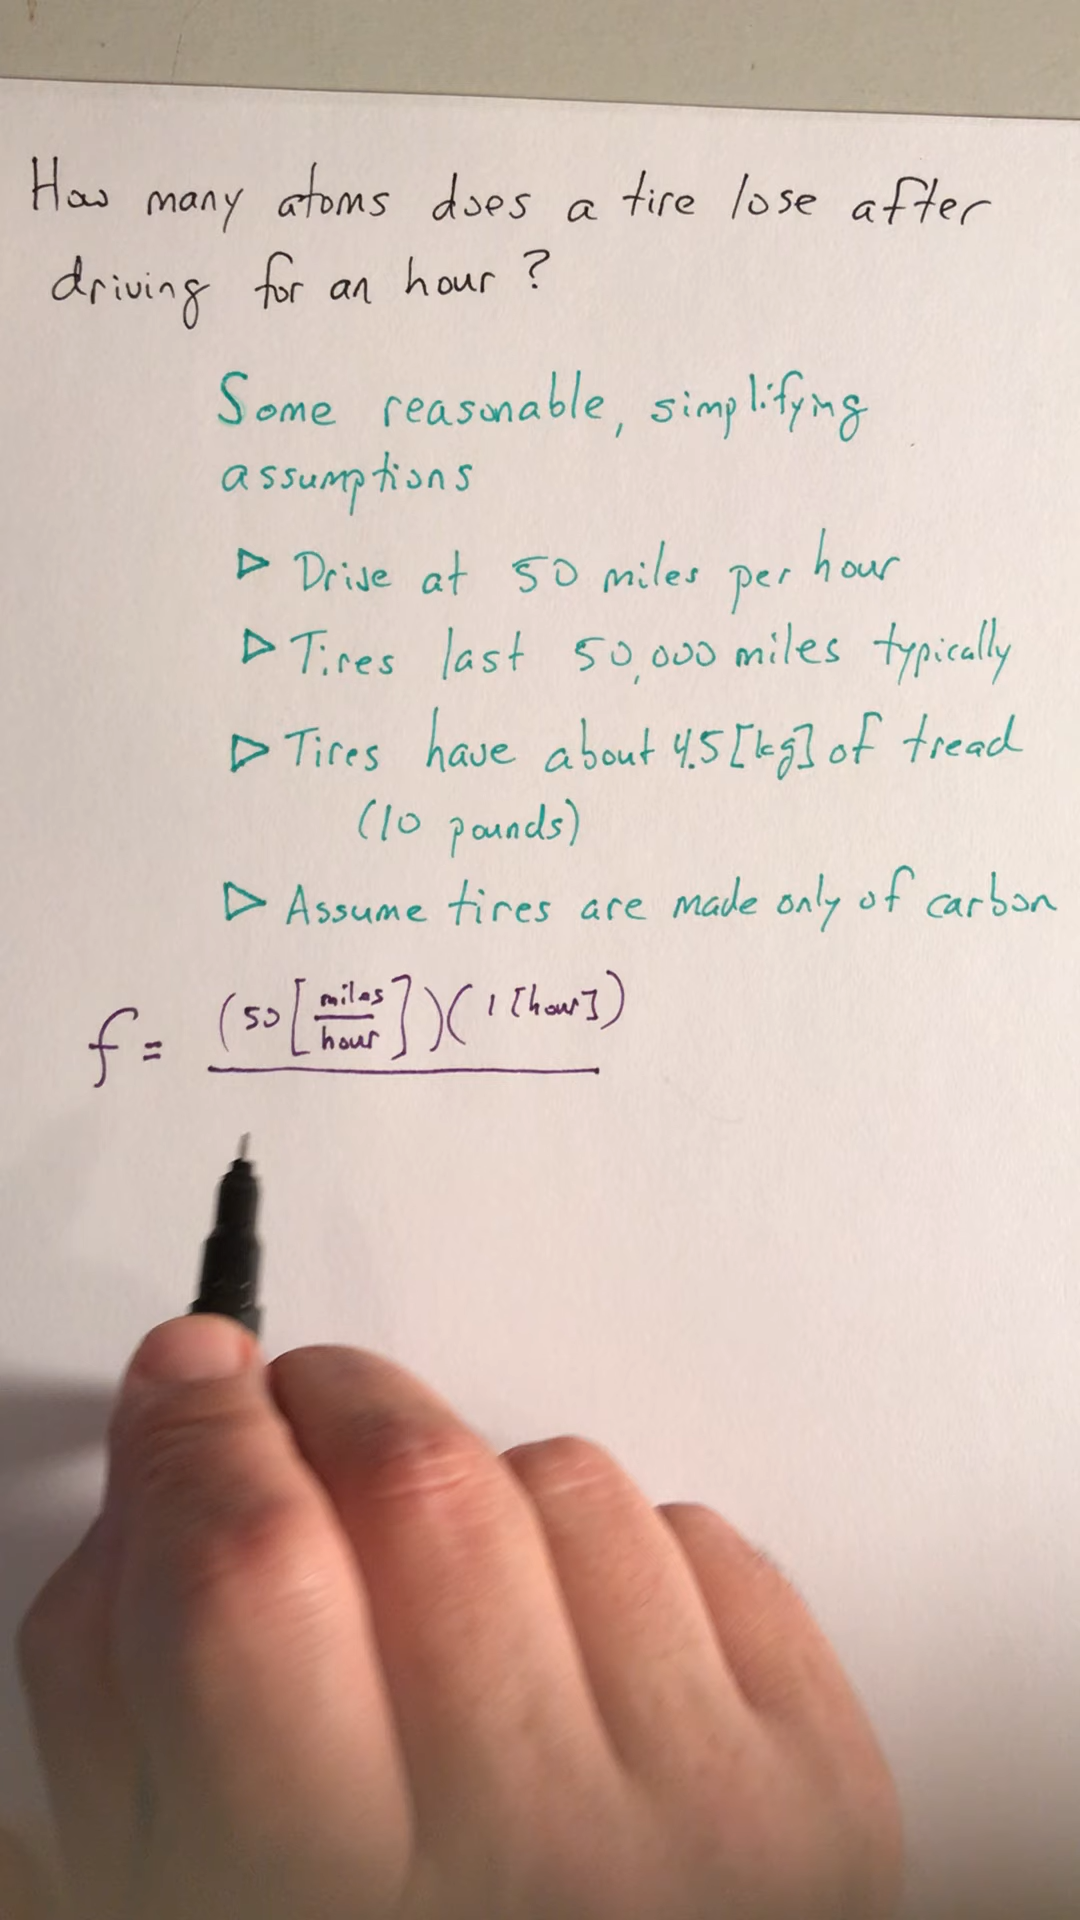 How many atoms does a tire lose after
driving for an hour?
Some reasonable, simplifying
assumptions
▷ Drive at 50 miles per hour
▷ Tires last 50,000 miles typically
▷ Tires have about 4.5[kg] of tread
(10 pounds)
▷ Assume tires are made only of carbon
f = (50 [miles/hour])(1 [hour])